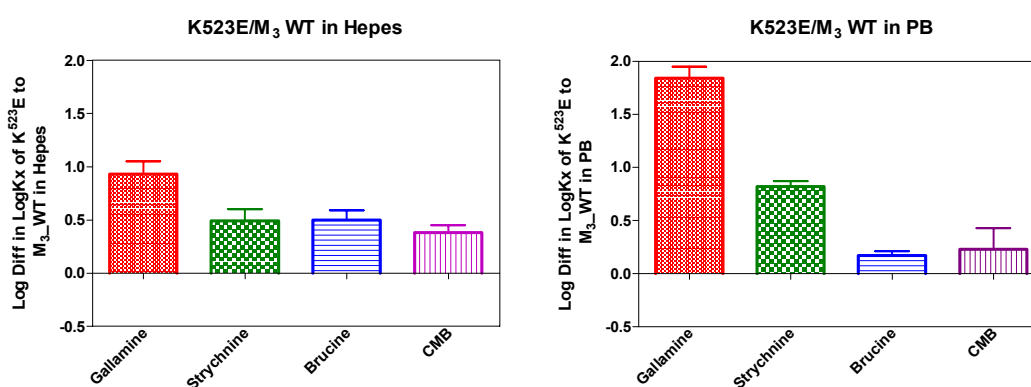 K523E/M₃ WT in Hepes
Log Diff in LogKx of K⁵²³E to
M₃_WT in Hepes
2.0
1.5
1.0
0.5
0.0
-0.5
Gallamine
Strychnine
Brucine
CMB
K523E/M₃ WT in PB
Log Diff in LogKx of K⁵²³E to
M₃_WT in PB
2.0
1.5
1.0
0.5
0.0
-0.5
Gallamine
Strychnine
Brucine
CMB